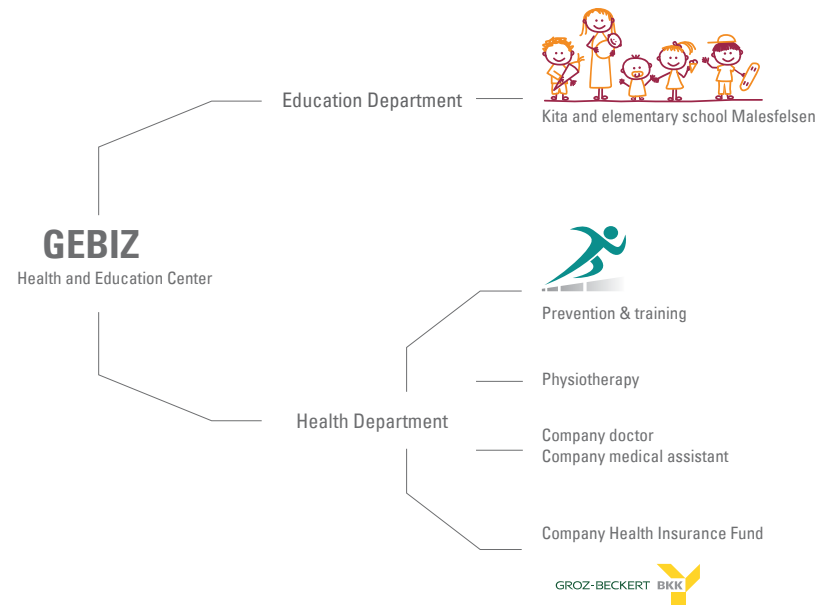 Education Department
Kita and elementary school Malesfelsen
GEBIZ
Health and Education Center
Prevention & training
Physiotherapy
Health Department
Company doctor
Company medical assistant
Company Health Insurance Fund
GROZ-BECKERT BKK